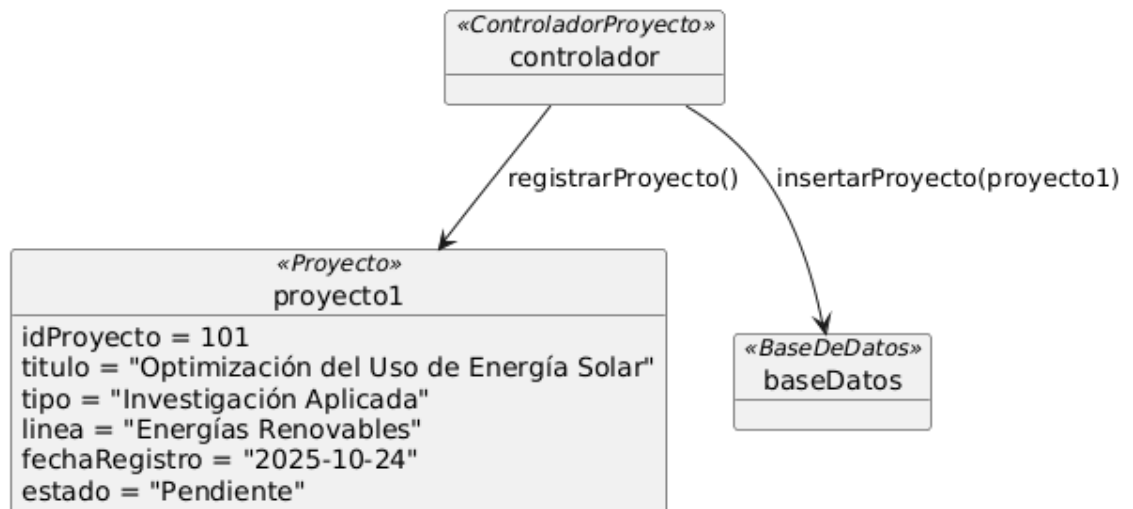 «ControladorProyecto»
controlador
registrarProyecto()
insertarProyecto(proyecto1)
«Proyecto»
proyecto1
idProyecto = 101
titulo = "Optimización del Uso de Energía Solar"
tipo = "Investigación Aplicada"
linea = "Energías Renovables"
fechaRegistro = "2025-10-24"
estado = "Pendiente"
«BaseDeDatos»
baseDatos